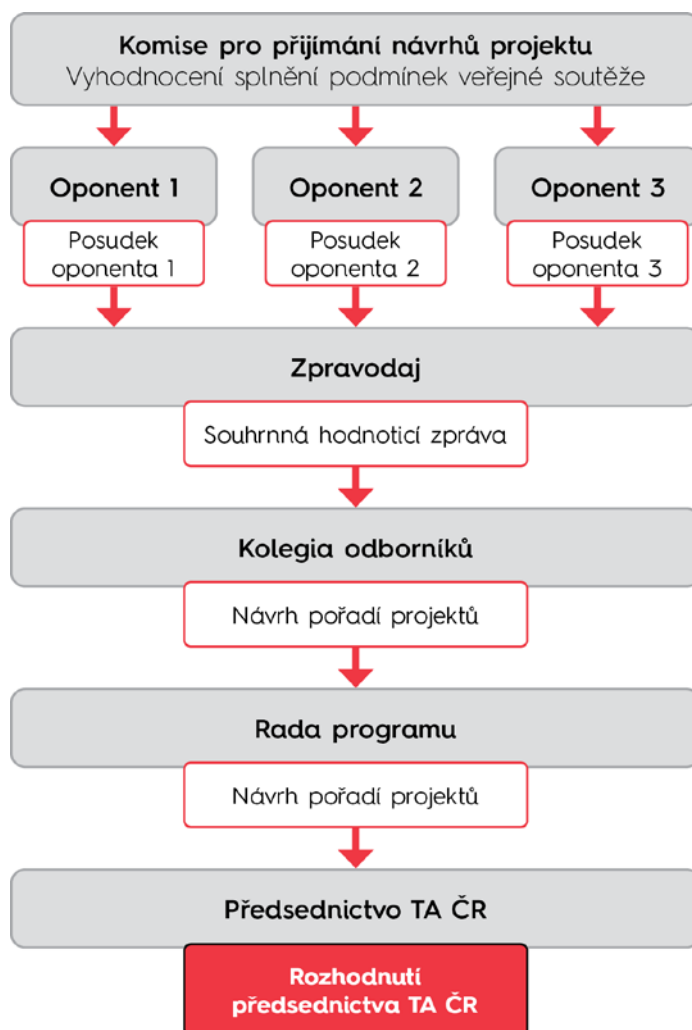 Komise pro přijímání návrhů projektu
Vyhodnocení splnění podmínek veřejné soutěže
Oponent 1
Oponent 2
Oponent 3
Posudek
oponenta 1
Posudek
oponenta 2
Posudek
oponenta 3
Zpravodaj
Souhrnná hodnoticí zpráva
Kolegia odborníků
Návrh pořadí projektů
Rada programu
Návrh pořadí projektů
Předsednictvo TA ČR
Rozhodnutí
předsednictva TA ČR